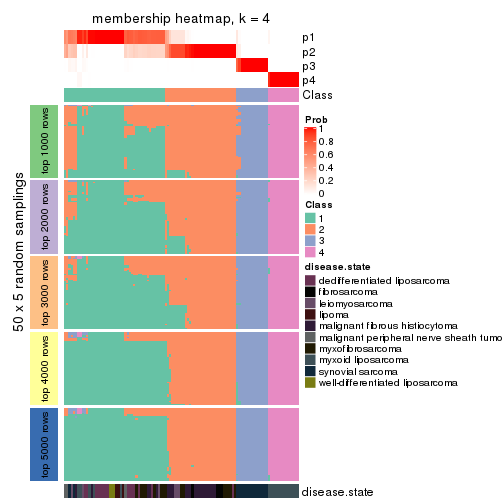 membership heatmap, k = 4
p1
p2
p3
p4
Class
50 x 5 random samplings
top 1000 rows
top 2000 rows
top 3000 rows
top 4000 rows
top 5000 rows
Prob
1
0.8
0.6
0.4
0.2
0
Class
1
2
3
4
disease.state
dedifferentiated liposarcoma
fibrosarcoma
leiomyosarcoma
lipoma
malignant fibrous histiocytoma
malignant peripheral nerve sheath tumo
myxofibrosarcoma
myxoid liposarcoma
synovial sarcoma
well-differentiated liposarcoma
disease.state